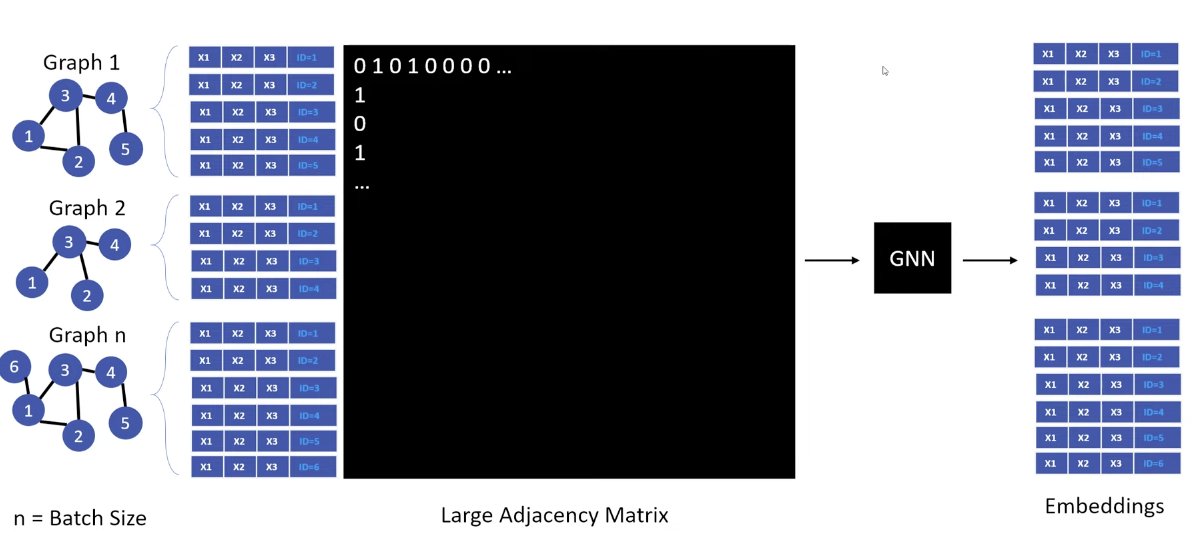 Graph 1
3
4
1
2
5
X1 X2 X3 ID=1
X1 X2 X3 ID=2
X1 X2 X3 ID=3
X1 X2 X3 ID=4
X1 X2 X3 ID=5
Graph 2
3
4
1
2
X1 X2 X3 ID=1
X1 X2 X3 ID=2
X1 X2 X3 ID=3
X1 X2 X3 ID=4
Graph n
6
3
4
1
2
5
X1 X2 X3 ID=1
X1 X2 X3 ID=2
X1 X2 X3 ID=3
X1 X2 X3 ID=4
X1 X2 X3 ID=5
X1 X2 X3 ID=6
n = Batch Size
0 1 0 1 0 0 0 0 ...
1
0
1
...
Large Adjacency Matrix
GNN
X1 X2 X3 ID=1
X1 X2 X3 ID=2
X1 X2 X3 ID=3
X1 X2 X3 ID=4
X1 X2 X3 ID=5
X1 X2 X3 ID=1
X1 X2 X3 ID=2
X1 X2 X3 ID=3
X1 X2 X3 ID=4
X1 X2 X3 ID=1
X1 X2 X3 ID=2
X1 X2 X3 ID=3
X1 X2 X3 ID=4
X1 X2 X3 ID=5
X1 X2 X3 ID=6
Embeddings